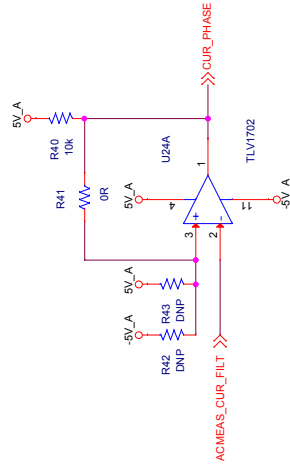 5V_A
R40
10k
CUR_PHASE
R41
0R
U24A
5V_A
4
1
TLV1702
3
+
2
-
11
-5V_A
5V_A
R43
DNP
-5V_A
R42
DNP
ACMEAS_CUR_FILT